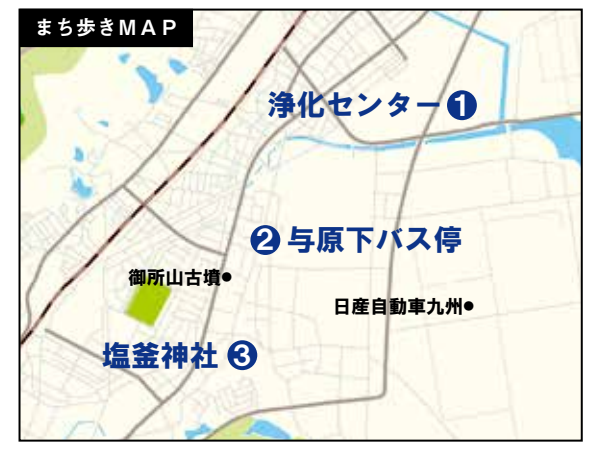 まち歩きMAP
浄化センター❶
❷与原下バス停
御所山古墳●
日産自動車九州●
塩釜神社❸